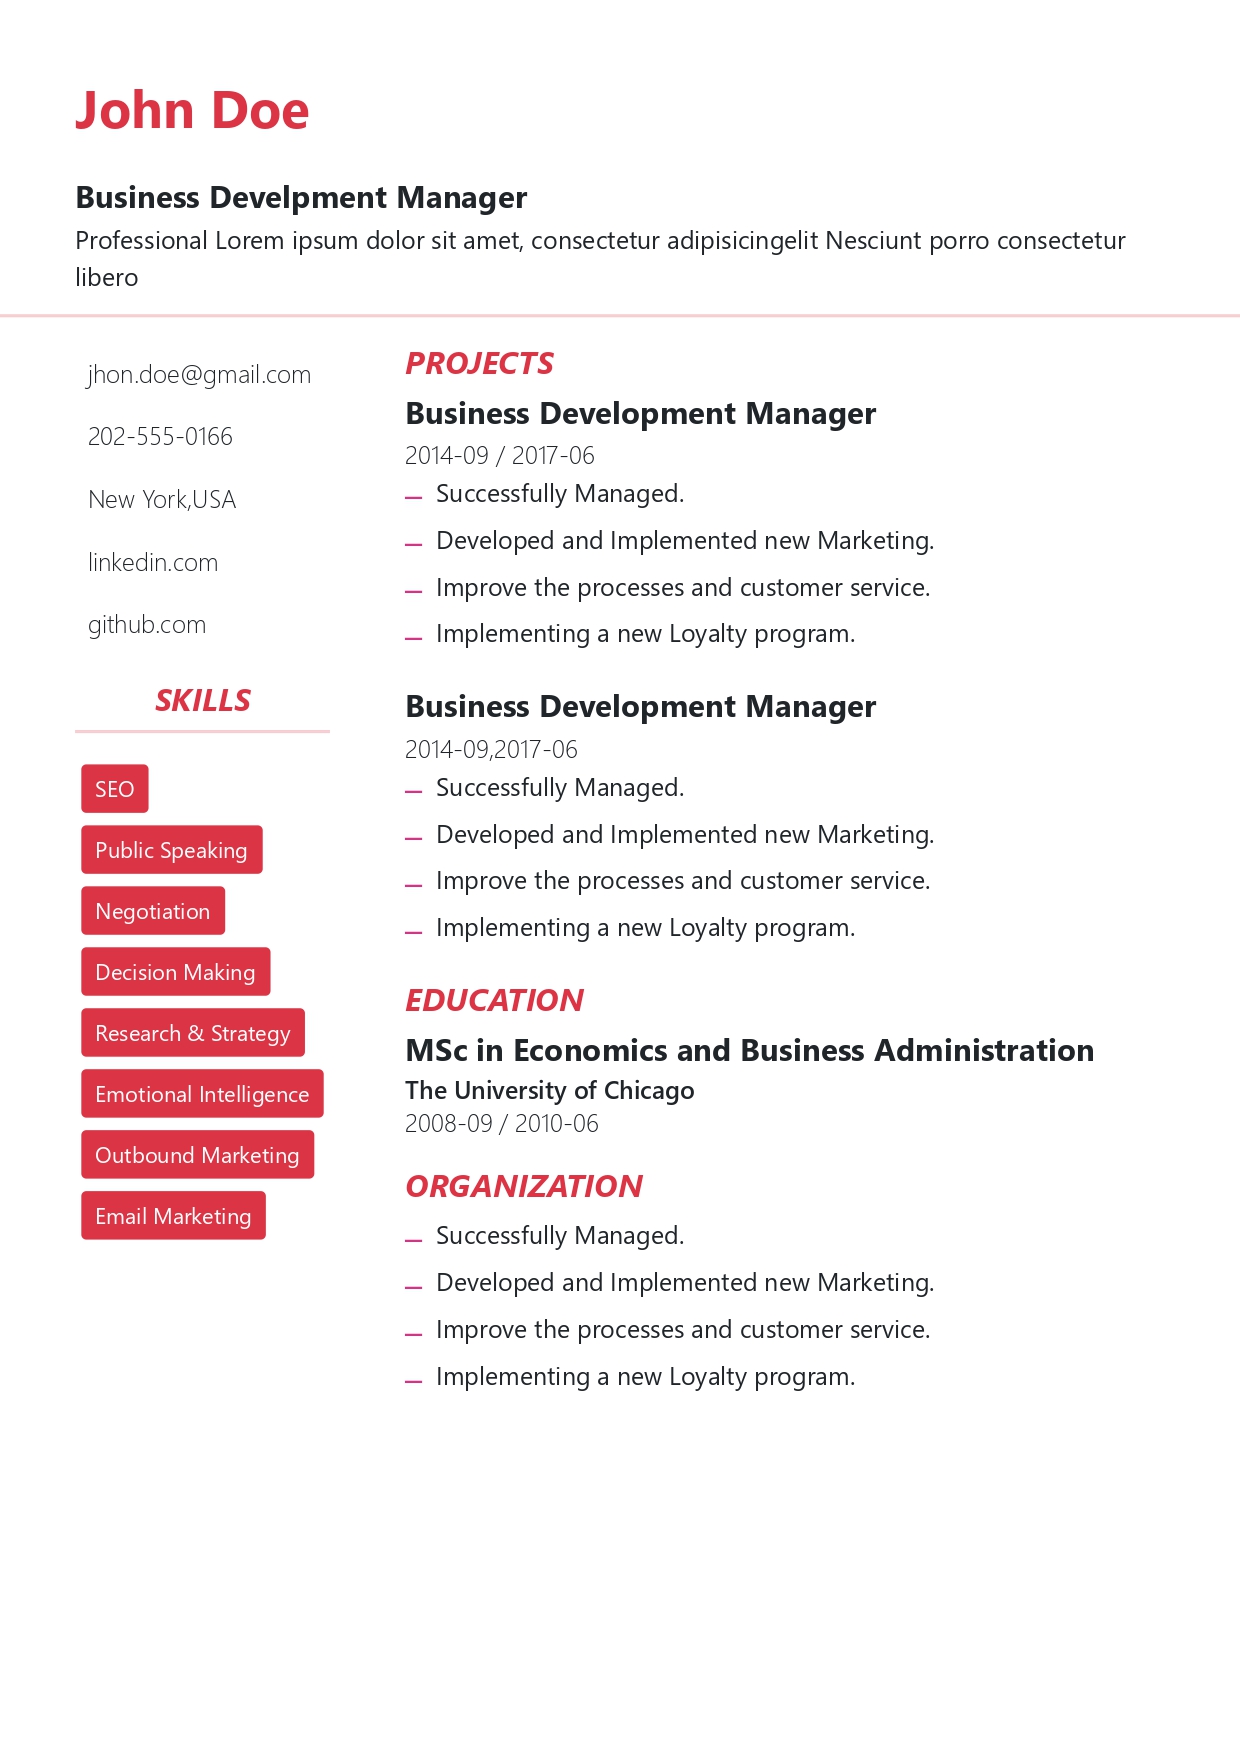 John Doe
Business Develpment Manager
Professional Lorem ipsum dolor sit amet, consectetur adipisicingelit Nesciunt porro consectetur
libero
jhon.doe@gmail.com
202-555-0166
New York,USA
linkedin.com
github.com
SKILLS
SEO
Public Speaking
Negotiation
Decision Making
Research & Strategy
Emotional Intelligence
Outbound Marketing
Email Marketing
PROJECTS
Business Development Manager
2014-09 / 2017-06
Successfully Managed.
Developed and Implemented new Marketing.
Improve the processes and customer service.
Implementing a new Loyalty program.
Business Development Manager
2014-09,2017-06
Successfully Managed.
Developed and Implemented new Marketing.
Improve the processes and customer service.
Implementing a new Loyalty program.
EDUCATION
MSc in Economics and Business Administration
The University of Chicago
2008-09 / 2010-06
ORGANIZATION
Successfully Managed.
Developed and Implemented new Marketing.
Improve the processes and customer service.
Implementing a new Loyalty program.